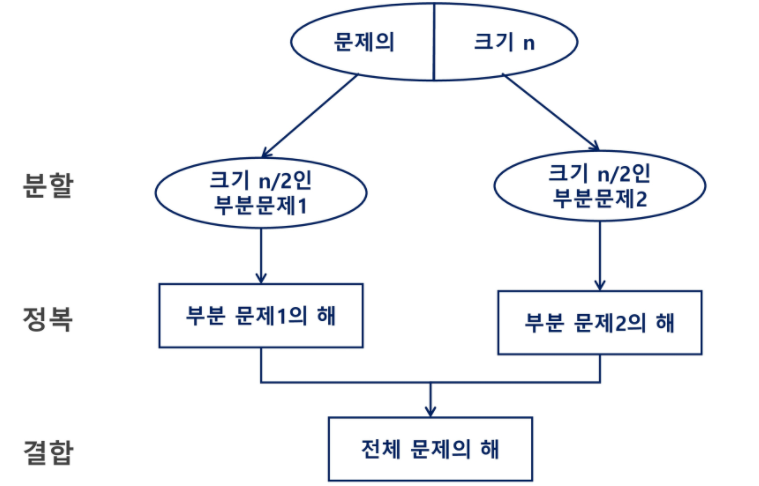 문제의 크기 n
분할
크기 n/2인
부분문제1
크기 n/2인
부분문제2
정복
부분 문제1의 해
부분 문제2의 해
결합
전체 문제의 해